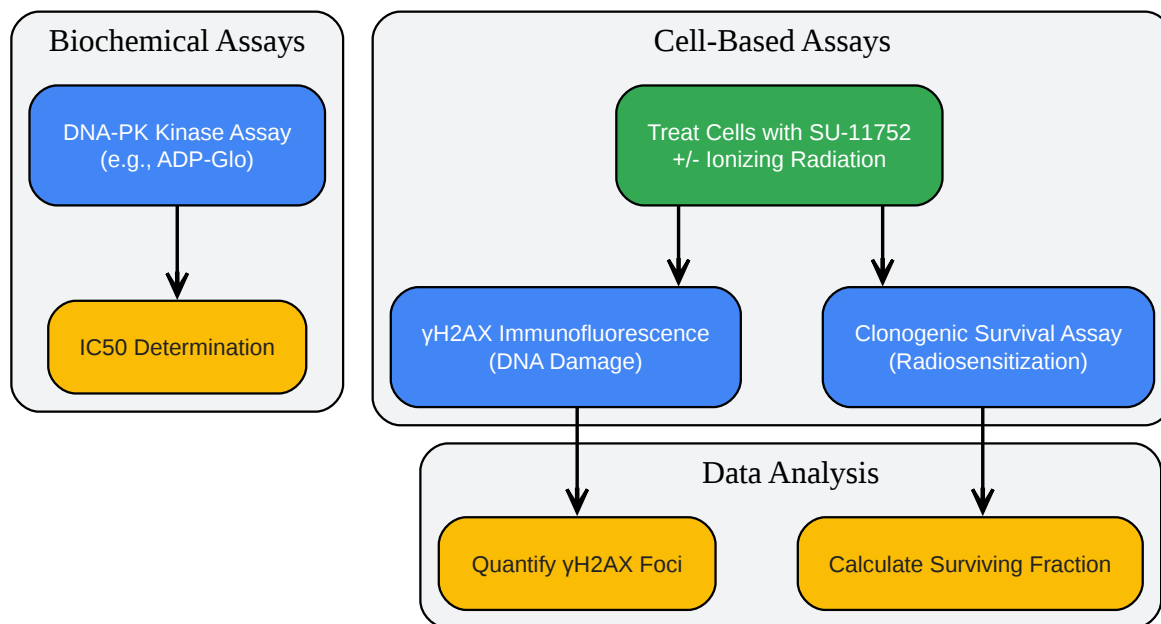 Biochemical Assays
DNA-PK Kinase Assay
(e.g., ADP-Glo)
IC50 Determination
Cell-Based Assays
Treat Cells with SU-11752
+/- Ionizing Radiation
γH2AX Immunofluorescence
(DNA Damage)
Clonogenic Survival Assay
(Radiosensitization)
Data Analysis
Quantify γH2AX Foci
Calculate Surviving Fraction